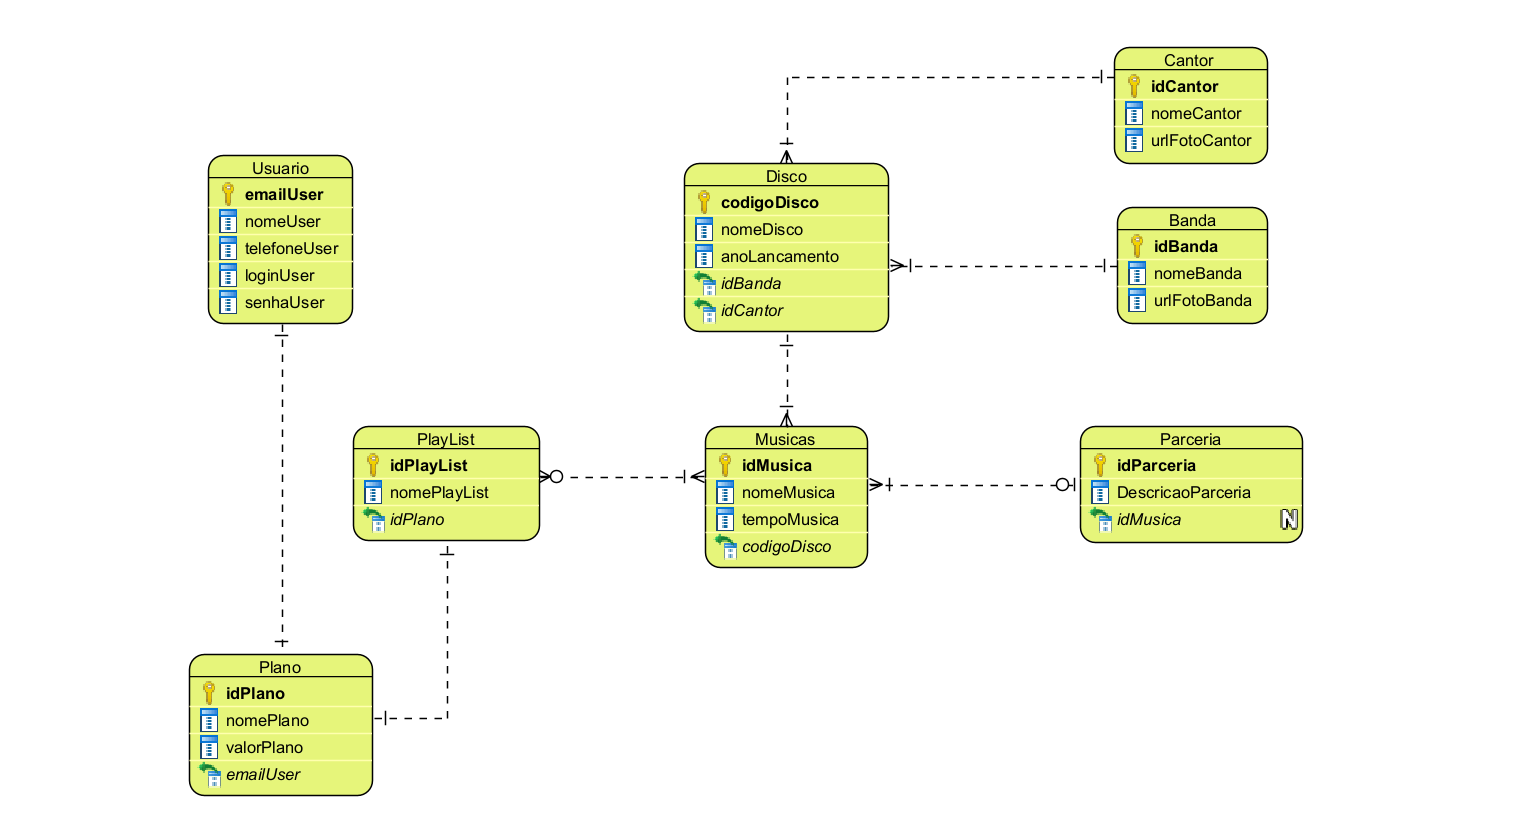 Cantor
idCantor
nomeCantor
urlFotoCantor
Usuario
emailUser
nomeUser
telefoneUser
loginUser
senhaUser
Disco
codigoDisco
nomeDisco
anoLancamento
idBanda
idCantor
Banda
idBanda
nomeBanda
urlFotoBanda
PlayList
idPlayList
nomePlayList
idPlano
Musicas
idMusica
nomeMusica
tempoMusica
codigoDisco
Parceria
idParceria
DescricaoParceria
idMusica N
Plano
idPlano
nomePlano
valorPlano
emailUser